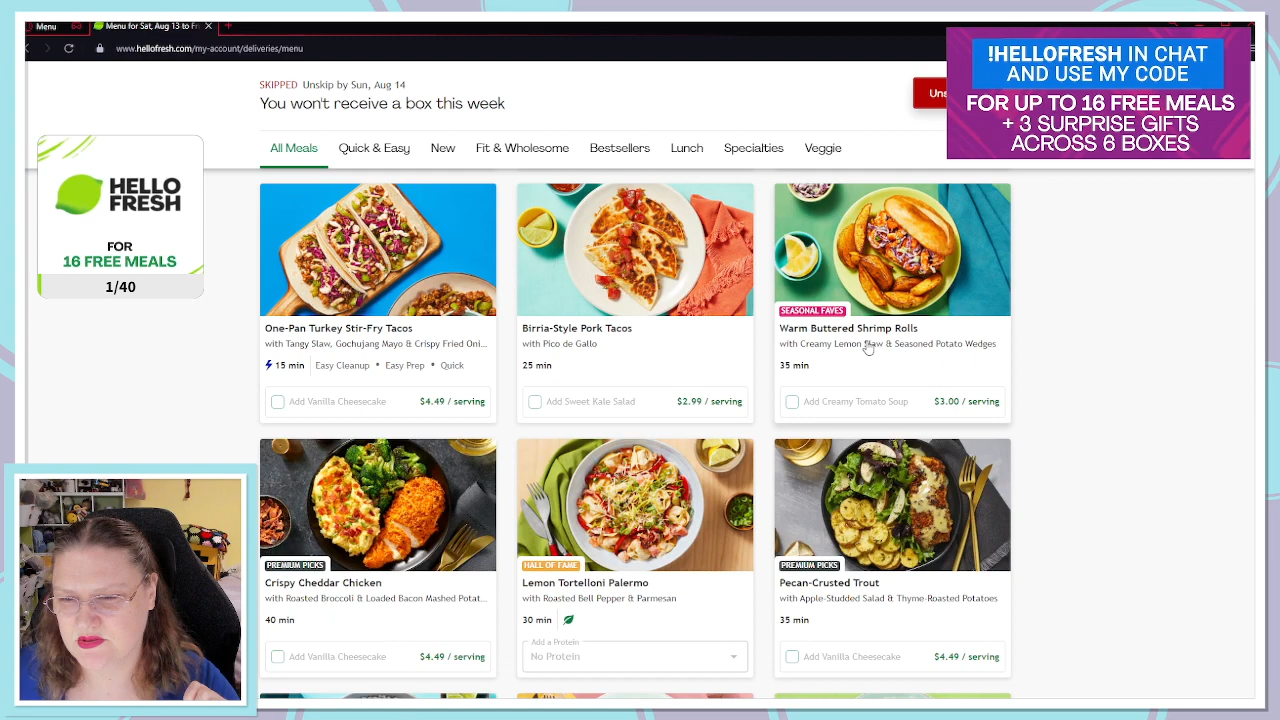 Menu
Menu for Sat, Aug 13 to Fr
www.hellofresh.com/my-account/deliveries/menu
!HELLOFRESH IN CHAT
AND USE MY CODE
FOR UP TO 16 FREE MEALS
+ 3 SURPRISE GIFTS
ACROSS 6 BOXES
SKIPPED Unskip by Sun, Aug 14
You won't receive a box this week
Uns
All Meals Quick & Easy New Fit & Wholesome Bestsellers Lunch Specialties Veggie
HELLO
FRESH
FOR
16 FREE MEALS
1/40
One-Pan Turkey Stir-Fry Tacos
with Tangy Slaw, Gochujang Mayo & Crispy Fried Oni...
15 min Easy Cleanup • Easy Prep • Quick
Add Vanilla Cheesecake $4.49 / serving
Birria-Style Pork Tacos
with Pico de Gallo
25 min
Add Sweet Kale Salad $2.99 / serving
SEASONAL FAVES
Warm Buttered Shrimp Rolls
with Creamy Lemon Slaw & Seasoned Potato Wedges
35 min
Add Creamy Tomato Soup $3.00 / serving
PREMIUM PICKS
Crispy Cheddar Chicken
with Roasted Broccoli & Loaded Bacon Mashed Potat...
40 min
Add Vanilla Cheesecake $4.49 / serving
HALL OF FAME
Lemon Tortelloni Palermo
with Roasted Bell Pepper & Parmesan
30 min
Add a Protein
No Protein
PREMIUM PICKS
Pecan-Crusted Trout
with Apple-Studded Salad & Thyme-Roasted Potatoes
35 min
Add Vanilla Cheesecake $4.49 / serving